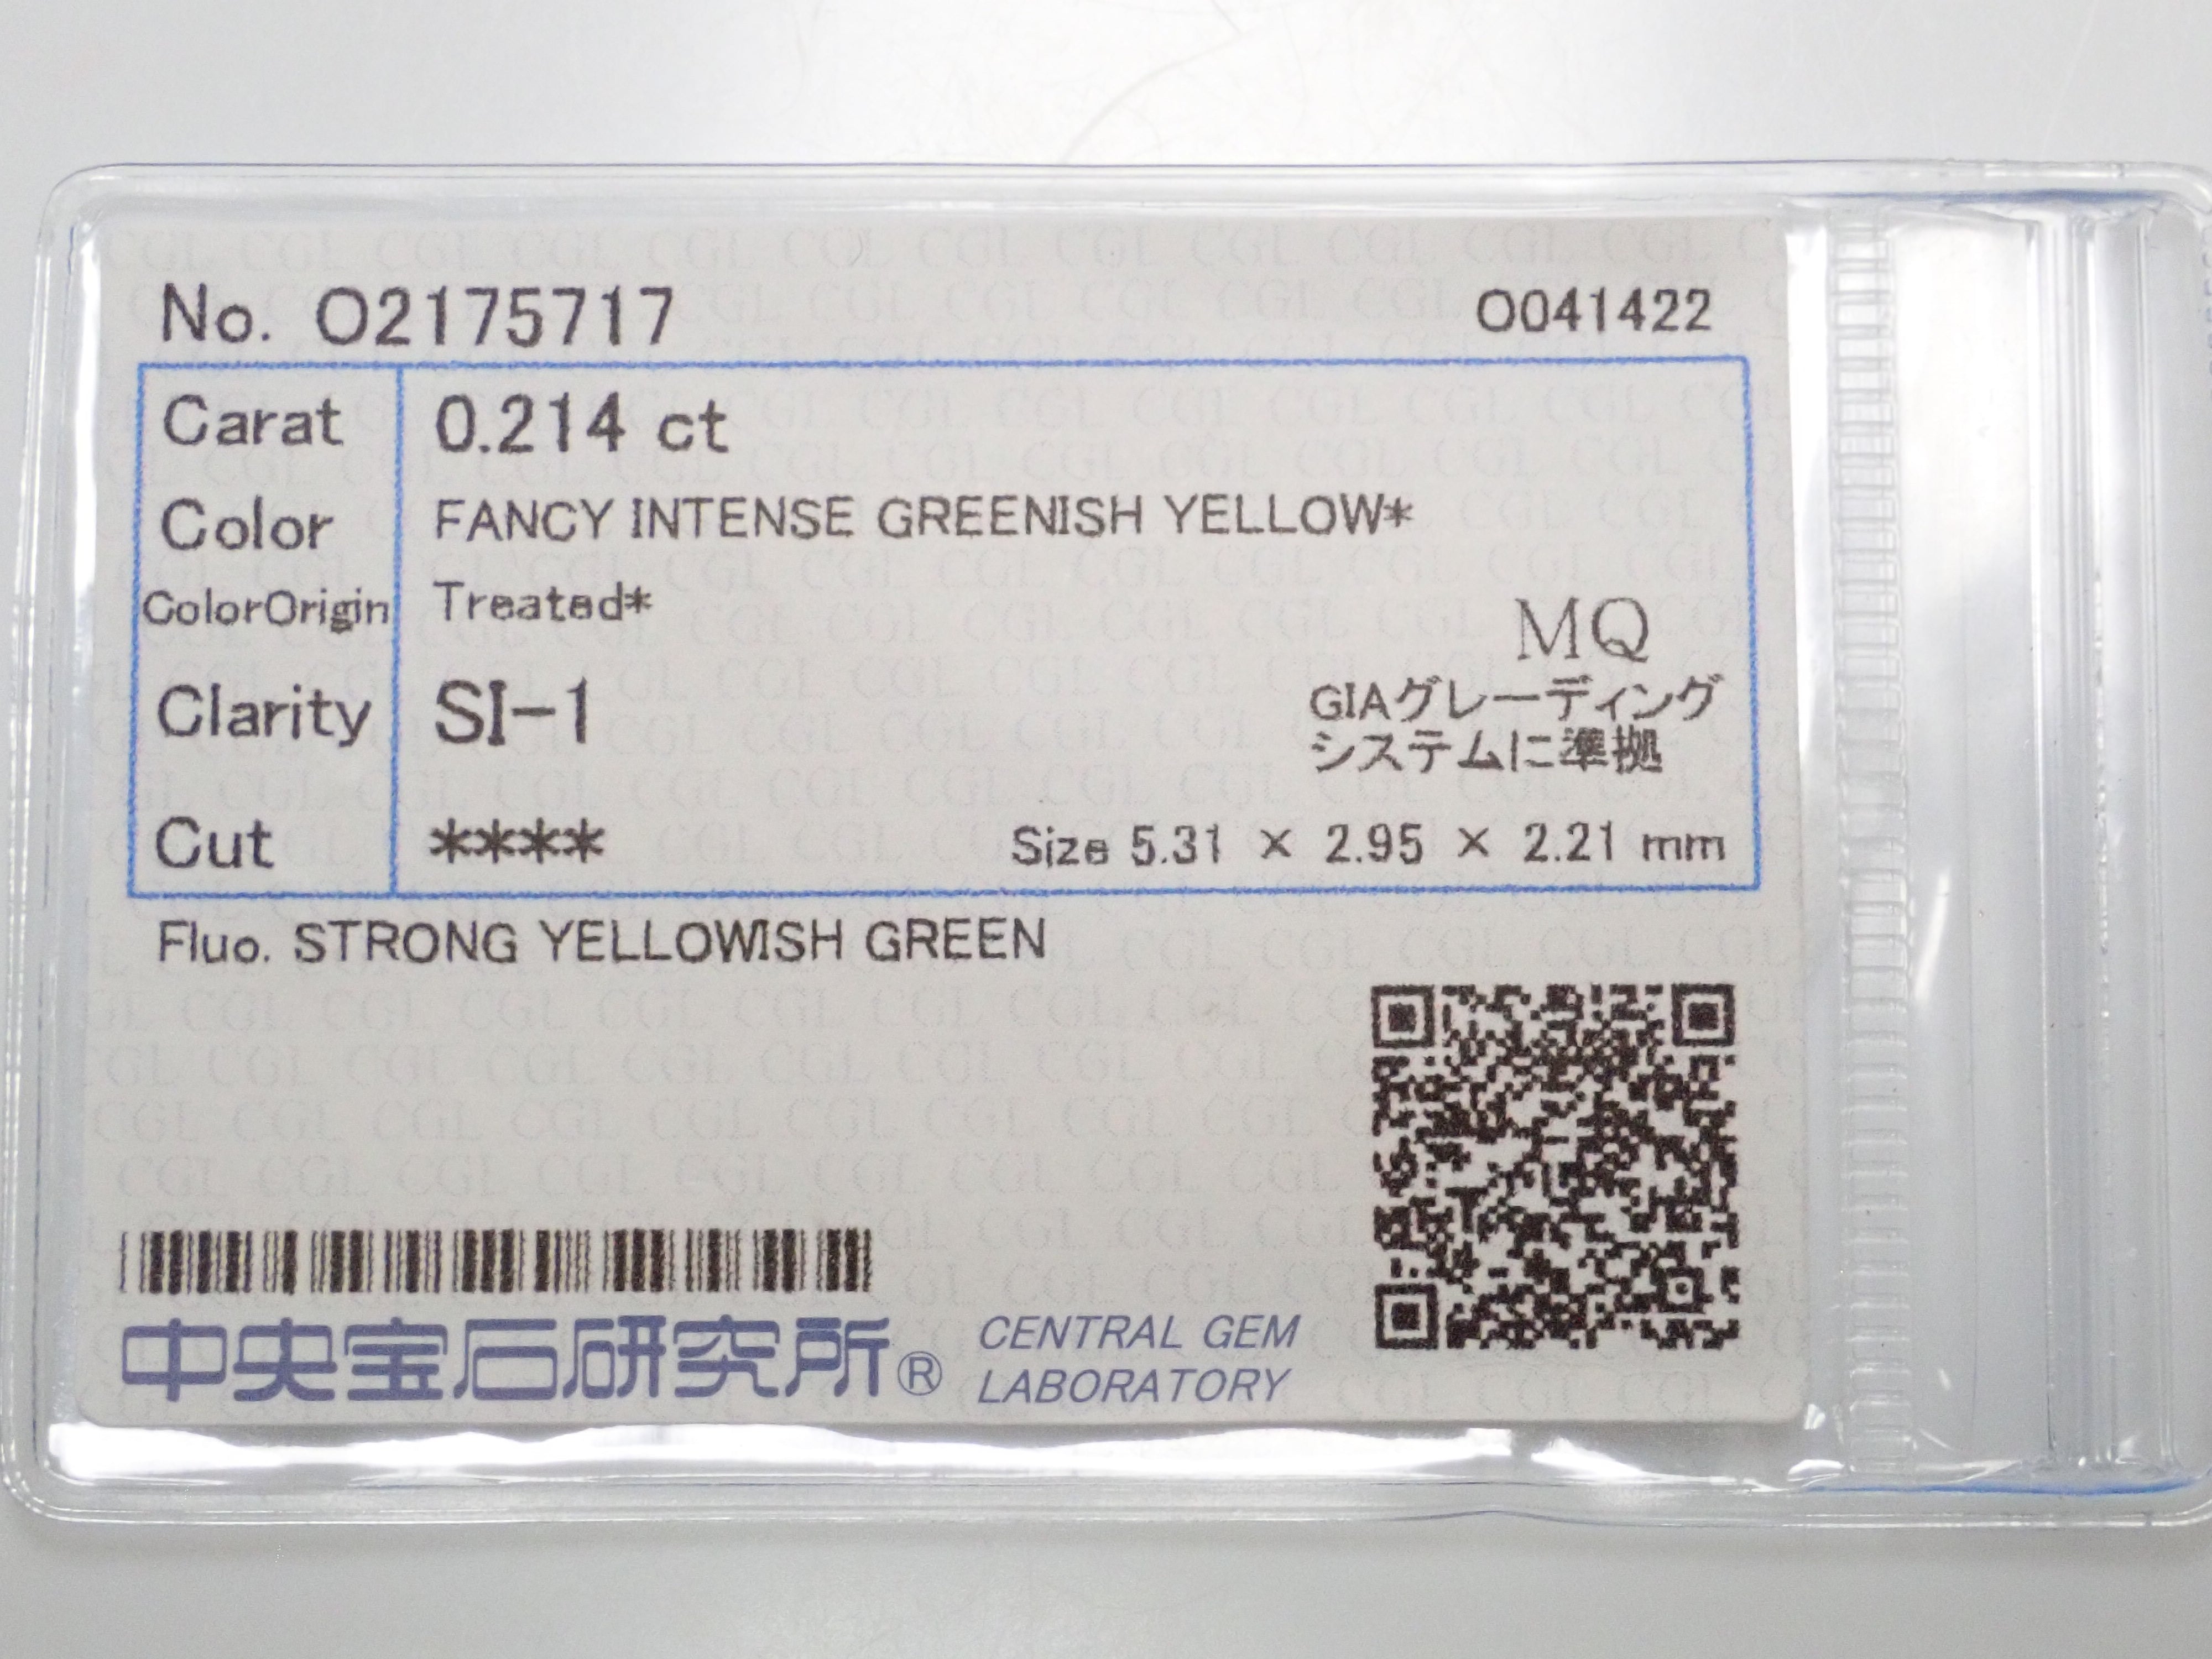 No. O2175717
O041422
Carat 0.214 ct
Color FANCY INTENSE GREENISH YELLOW*
ColorOrigin Treated*
MQ
Clarity SI-1
GIAグレーディング
システムに準拠
Cut **** Size 5.31 × 2.95 × 2.21 mm
Fluo. STRONG YELLOWISH GREEN
中央宝石研究所® CENTRAL GEM
LABORATORY